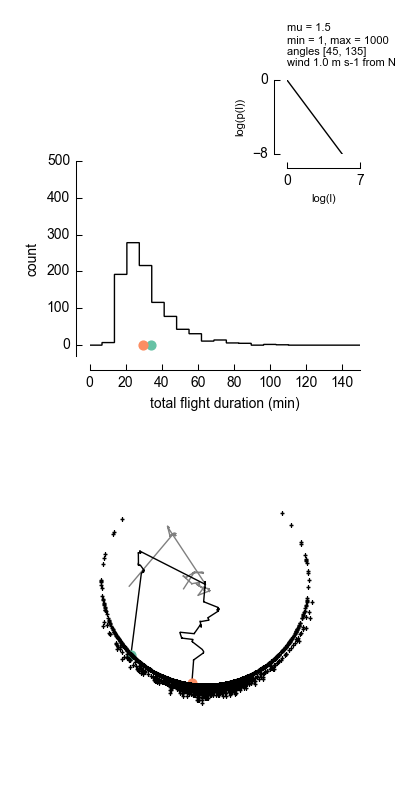 mu = 1.5
min = 1, max = 1000
angles [45, 135]
wind 1.0 m s-1 from N
0
log(p(l))
−8
0 7
log(l)
500
400
300
count
200
100
0
0 20 40 60 80 100 120 140
total flight duration (min)